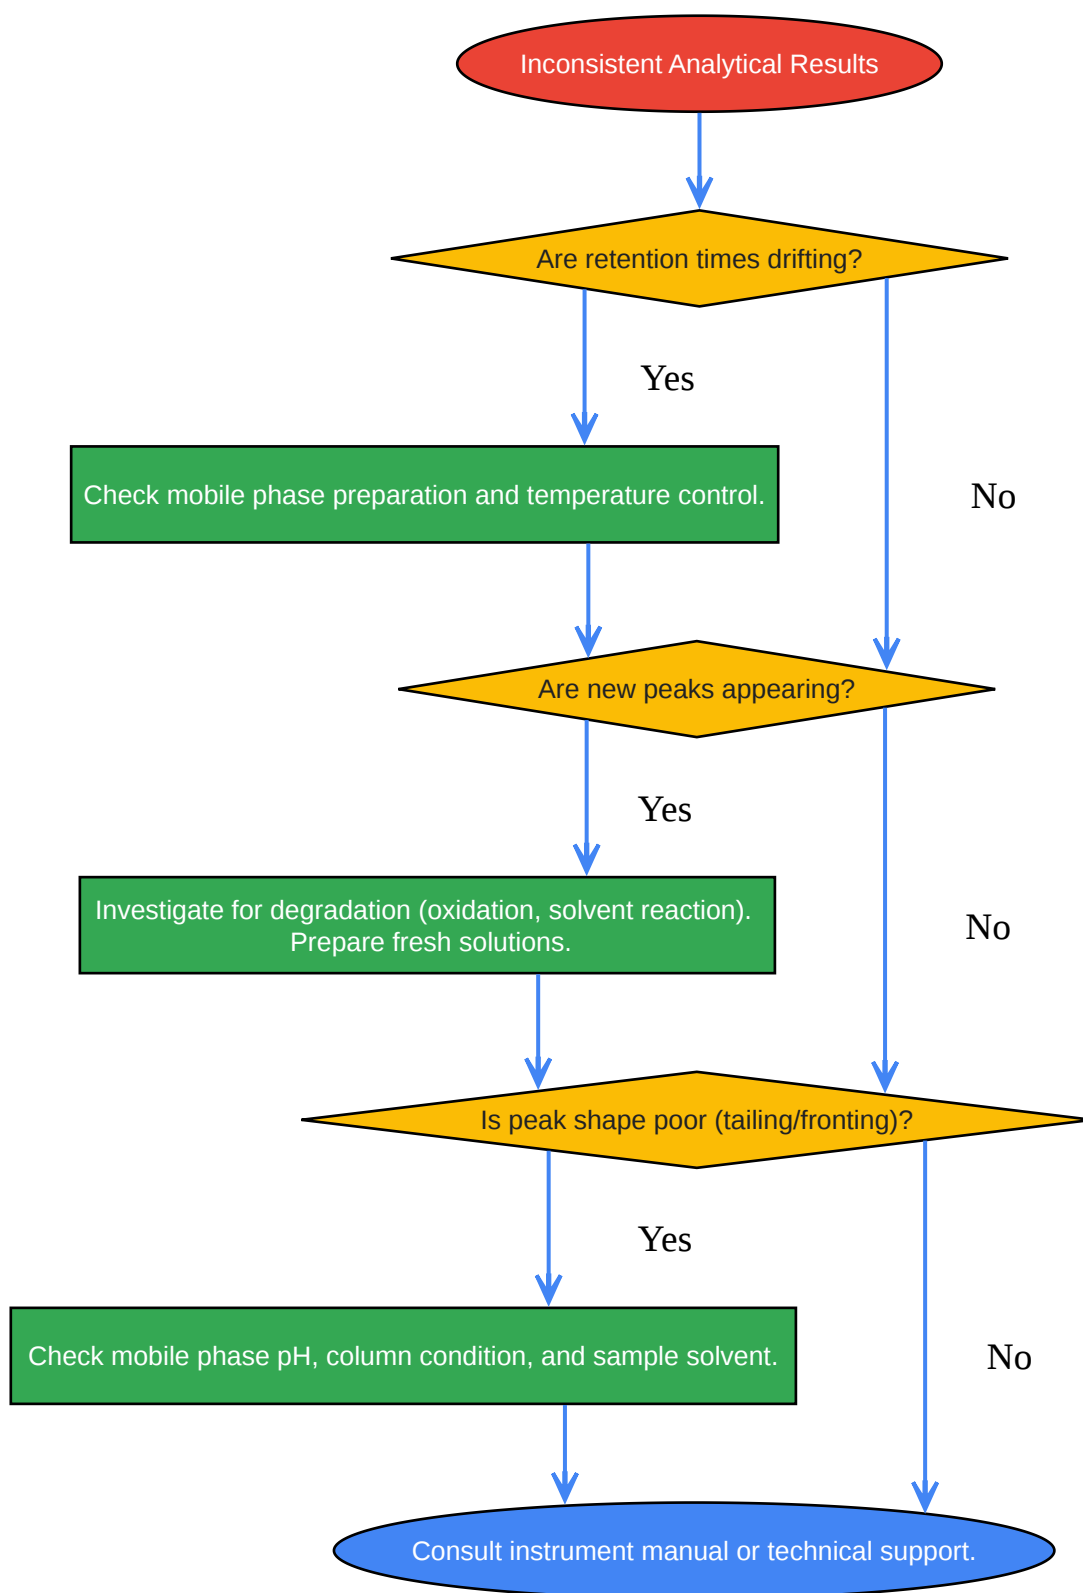 Inconsistent Analytical Results
Are retention times drifting?
Yes
Check mobile phase preparation and temperature control.
No
Are new peaks appearing?
Yes
Investigate for degradation (oxidation, solvent reaction).
Prepare fresh solutions.
No
Is peak shape poor (tailing/fronting)?
Yes
Check mobile phase pH, column condition, and sample solvent.
No
Consult instrument manual or technical support.